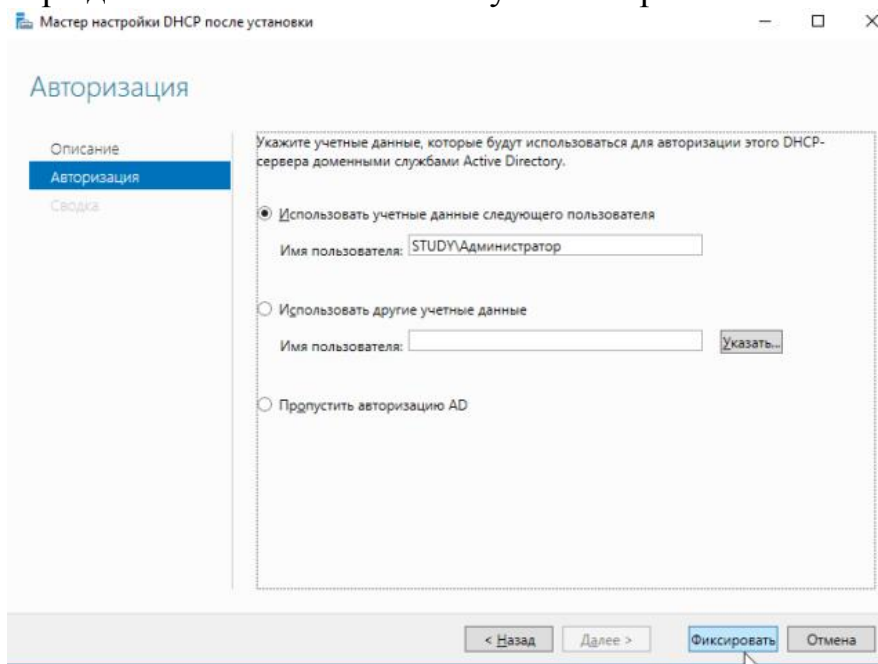 Мастер настройки DHCP после установки
Авторизация
Описание
Авторизация
Сводка
Укажите учетные данные, которые будут использоваться для авторизации этого DHCP-
сервера доменными службами Active Directory.
Использовать учетные данные следующего пользователя
Имя пользователя: STUDY\Администратор
Использовать другие учетные данные
Имя пользователя:
Указать...
Пропустить авторизацию AD
< Назад
Далее >
Фиксировать
Отмена